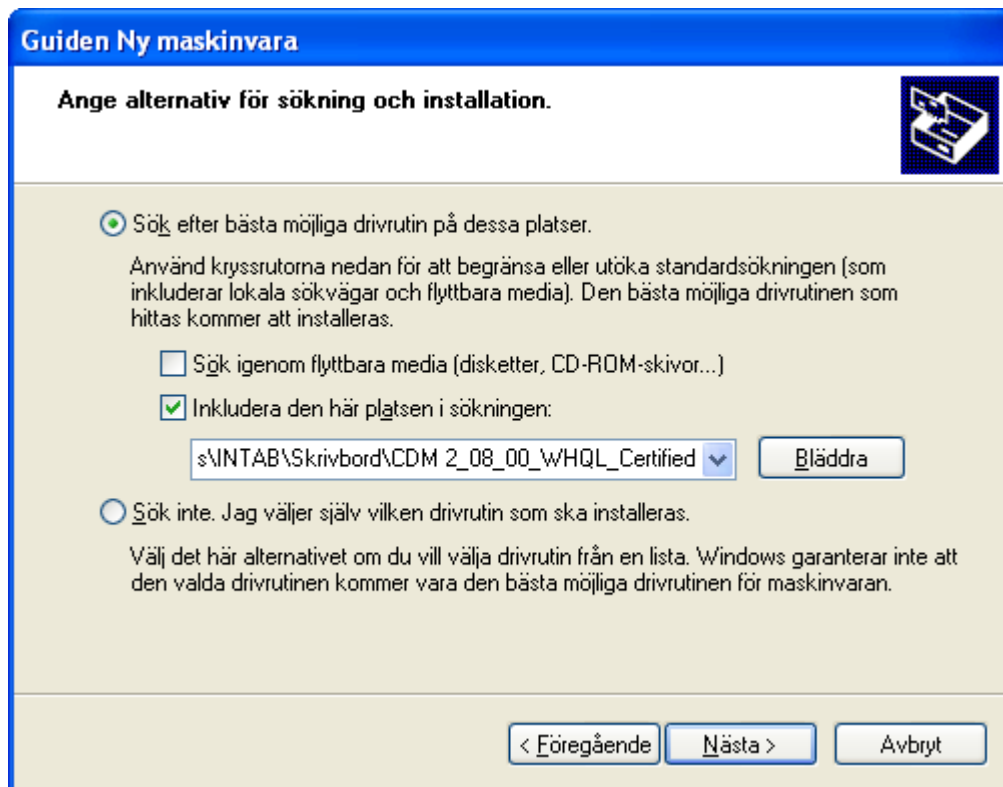 Guiden Ny maskinvara
Ange alternativ för sökning och installation.
Sök efter bästa möjliga drivrutin på dessa platser.
Använd kryssrutorna nedan för att begränsa eller utöka standardsökningen (som
inkluderar lokala sökvägar och flyttbara media). Den bästa möjliga drivrutinen som
hittas kommer att installeras.
Sök igenom flyttbara media (disketter, CD-ROM-skivor...)
Inkludera den här platsen i sökningen:
s\INTAB\Skrivbord\CDM 2_08_00_WHQL_Certified
Bläddra
Sök inte. Jag väljer själv vilken drivrutin som ska installeras.
Välj det här alternativet om du vill välja drivrutin från en lista. Windows garanterar inte att
den valda drivrutinen kommer vara den bästa möjliga drivrutinen för maskinvaran.
< Föregående
Nästa >
Avbryt